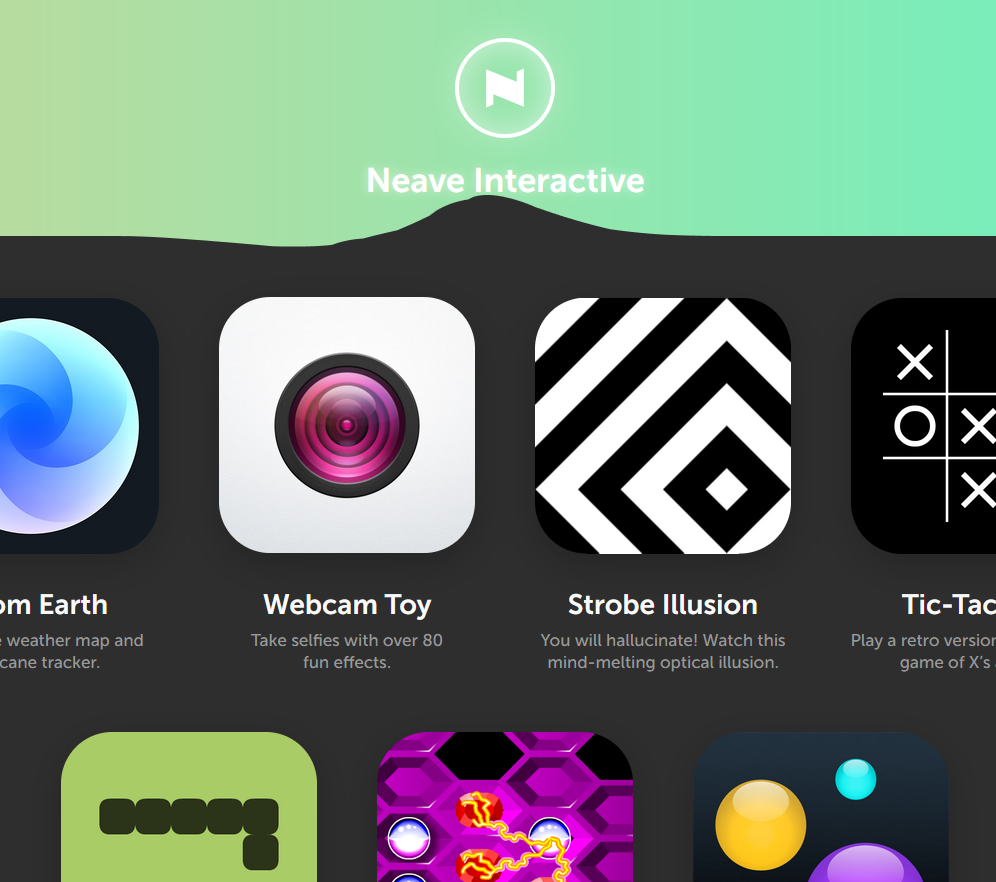 Neave Interactive
om Earth
Webcam Toy
Strobe Illusion
Tic-Tac
weather map and
cane tracker.
Take selfies with over 80
fun effects.
You will hallucinate! Watch this
mind-melting optical illusion.
Play a retro version
game of X's